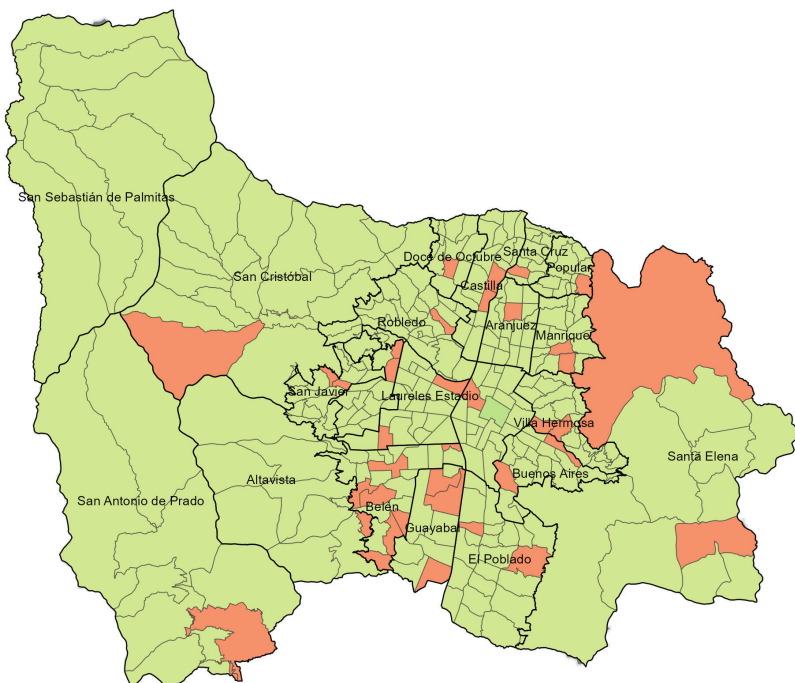 San Sebastián de Palmitas
San Cristóbal
Doce de Octubre
Santa Cruz
Popular
Castilla
Robledo
Aranjuez
Manrique
San Javier
Laureles Estadio
Villa Hermosa
Santa Elena
Buenos Aires
Altavista
San Antonio de Prado
Belén
Guayabal
El Poblado